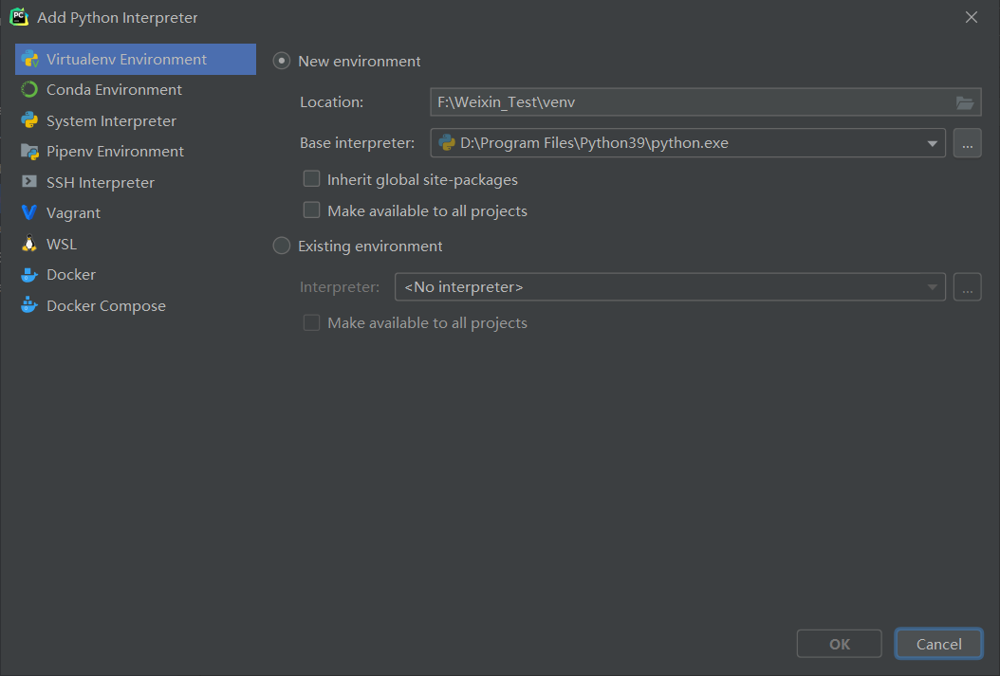 Add Python Interpreter
Virtualenv Environment
Conda Environment
System Interpreter
Pipenv Environment
SSH Interpreter
Vagrant
WSL
Docker
Docker Compose
New environment
Location: F:\Weixin_Test\venv
Base interpreter: D:\Program Files\Python39\python.exe ...
Inherit global site-packages
Make available to all projects
Existing environment
Interpreter: <No interpreter> ...
Make available to all projects
OK Cancel